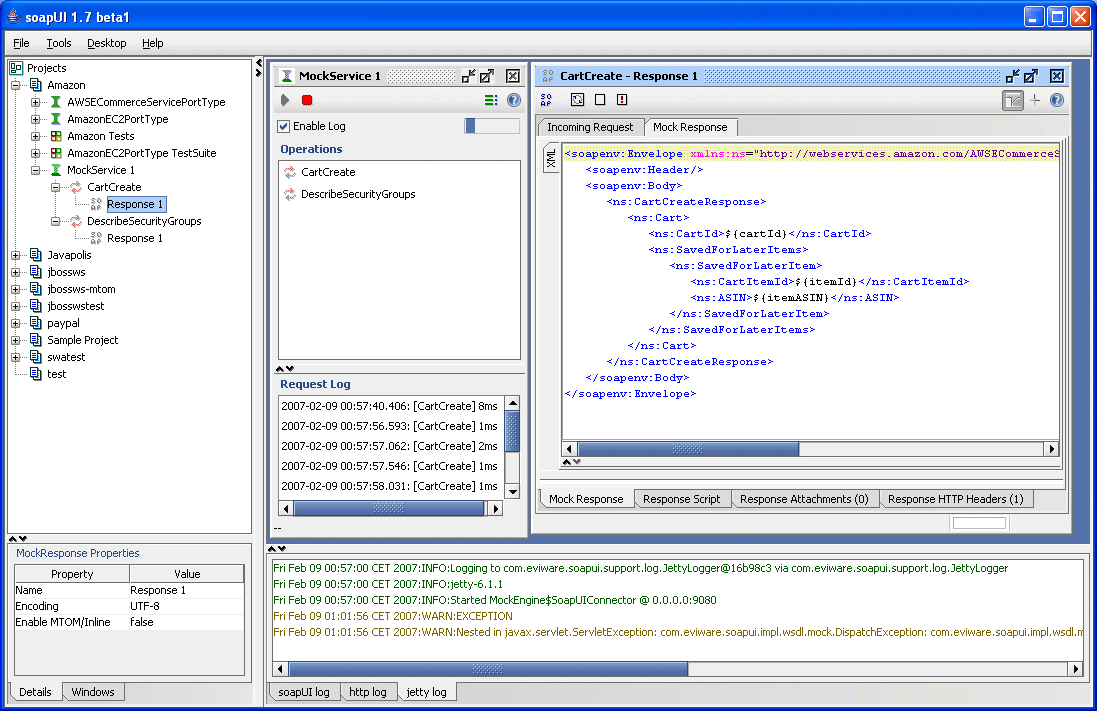 soapUI 1.7 beta1
File Tools Desktop Help
Projects
Amazon
AWSECommerceServicePortType
AmazonEC2PortType
Amazon Tests
AmazonEC2PortType TestSuite
MockService 1
CartCreate
Response 1
DescribeSecurityGroups
Response 1
Javapolis
jbossws
jbossws-mtom
jbosswstest
paypal
Sample Project
swatest
test
MockResponse Properties
Property Value
Name Response 1
Encoding UTF-8
Enable MTOM/Inline false
Details Windows
MockService 1
Enable Log
Operations
CartCreate
DescribeSecurityGroups
Request Log
2007-02-09 00:57:40.406: [CartCreate] 8ms
2007-02-09 00:57:56.593: [CartCreate] 1ms
2007-02-09 00:57:57.062: [CartCreate] 2ms
2007-02-09 00:57:57.546: [CartCreate] 1ms
2007-02-09 00:57:58.031: [CartCreate] 1ms
--
CartCreate - Response 1
Incoming Request Mock Response
XML
<soapenv:Envelope xmlns:ns="http://webservices.amazon.com/AWSECommerceS
<soapenv:Header/>
<soapenv:Body>
<ns:CartCreateResponse>
<ns:Cart>
<ns:CartId>${cartId}</ns:CartId>
<ns:SavedForLaterItems>
<ns:SavedForLaterItem>
<ns:CartItemId>${itemId}</ns:CartItemId>
<ns:ASIN>${itemASIN}</ns:ASIN>
</ns:SavedForLaterItem>
</ns:SavedForLaterItems>
</ns:Cart>
</ns:CartCreateResponse>
</soapenv:Body>
</soapenv:Envelope>
Mock Response Response Script Response Attachments (0) Response HTTP Headers (1)
Fri Feb 09 00:57:00 CET 2007:INFO:Logging to com.eviware.soapui.support.log.JettyLogger@16b98c3 via com.eviware.soapui.support.log.JettyLogger
Fri Feb 09 00:57:00 CET 2007:INFO:jetty-6.1.1
Fri Feb 09 00:57:00 CET 2007:INFO:Started MockEngine$SoapUIConnector @ 0.0.0.0:9080
Fri Feb 09 01:01:56 CET 2007:WARN:EXCEPTION
Fri Feb 09 01:01:56 CET 2007:WARN:Nested in javax.servlet.ServletException: com.eviware.soapui.impl.wsdl.mock.DispatchException: com.eviware.soapui.impl.wsdl.m
soapUI log http log jetty log